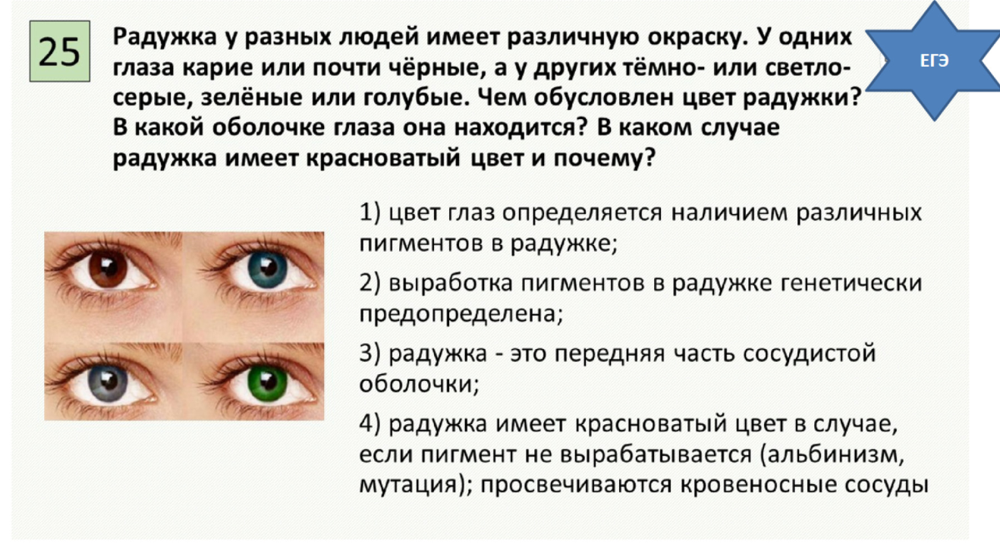 25
Радужка у разных людей имеет различную окраску. У одних
глаза карие или почти чёрные, а у других тёмно- или светло-
серые, зелёные или голубые. Чем обусловлен цвет радужки?
В какой оболочке глаза она находится? В каком случае
радужка имеет красноватый цвет и почему?
ЕГЭ
1) цвет глаз определяется наличием различных
пигментов в радужке;
2) выработка пигментов в радужке генетически
предопределена;
3) радужка - это передняя часть сосудистой
оболочки;
4) радужка имеет красноватый цвет в случае,
если пигмент не вырабатывается (альбинизм,
мутация); просвечиваются кровеносные сосуды